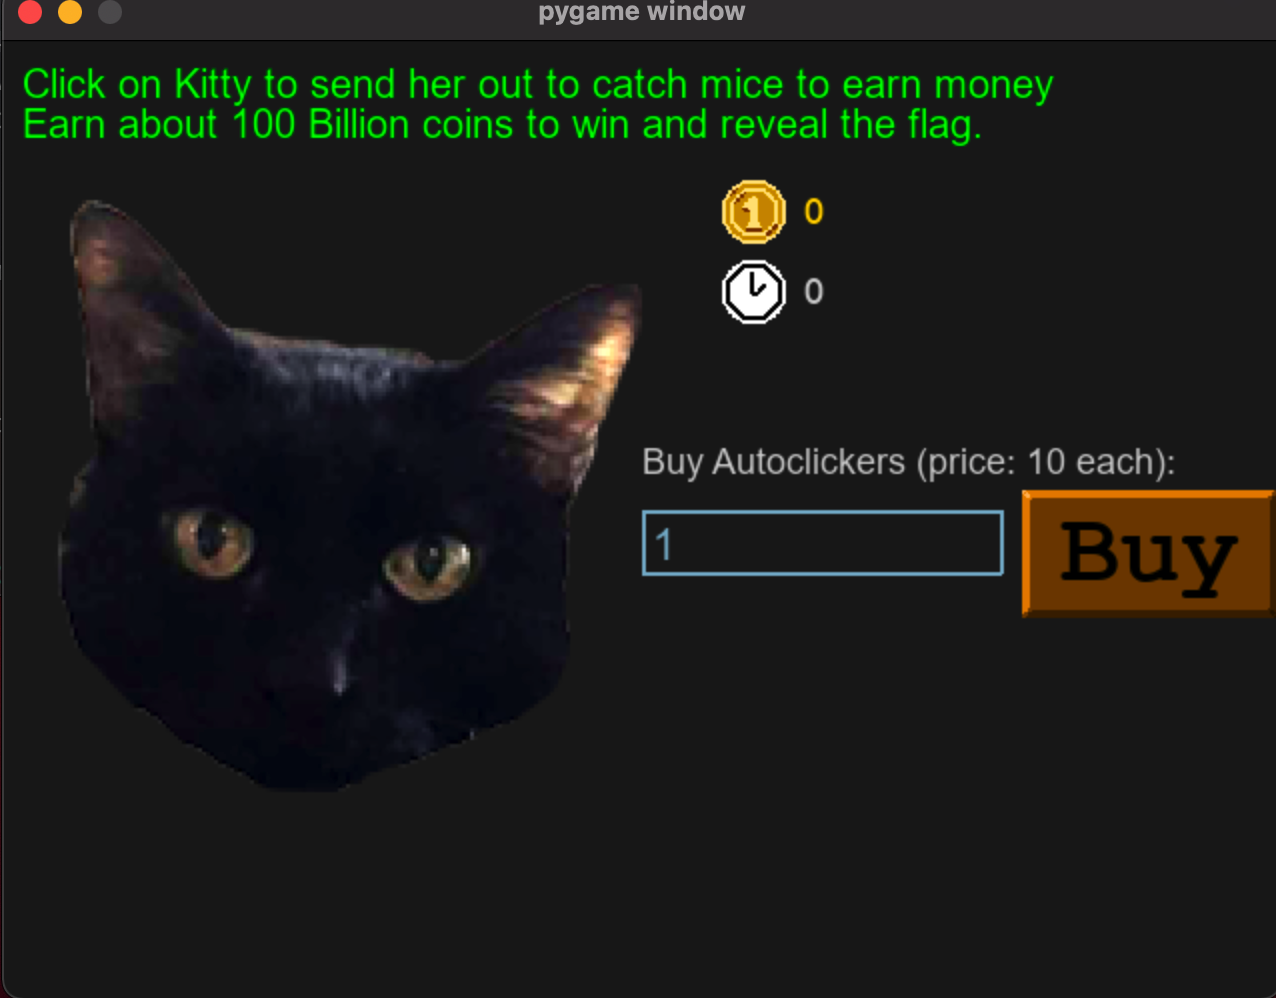 pygame window
Click on Kitty to send her out to catch mice to earn money
Earn about 100 Billion coins to win and reveal the flag.
1 0
0
Buy Autoclickers (price: 10 each):
1 Buy